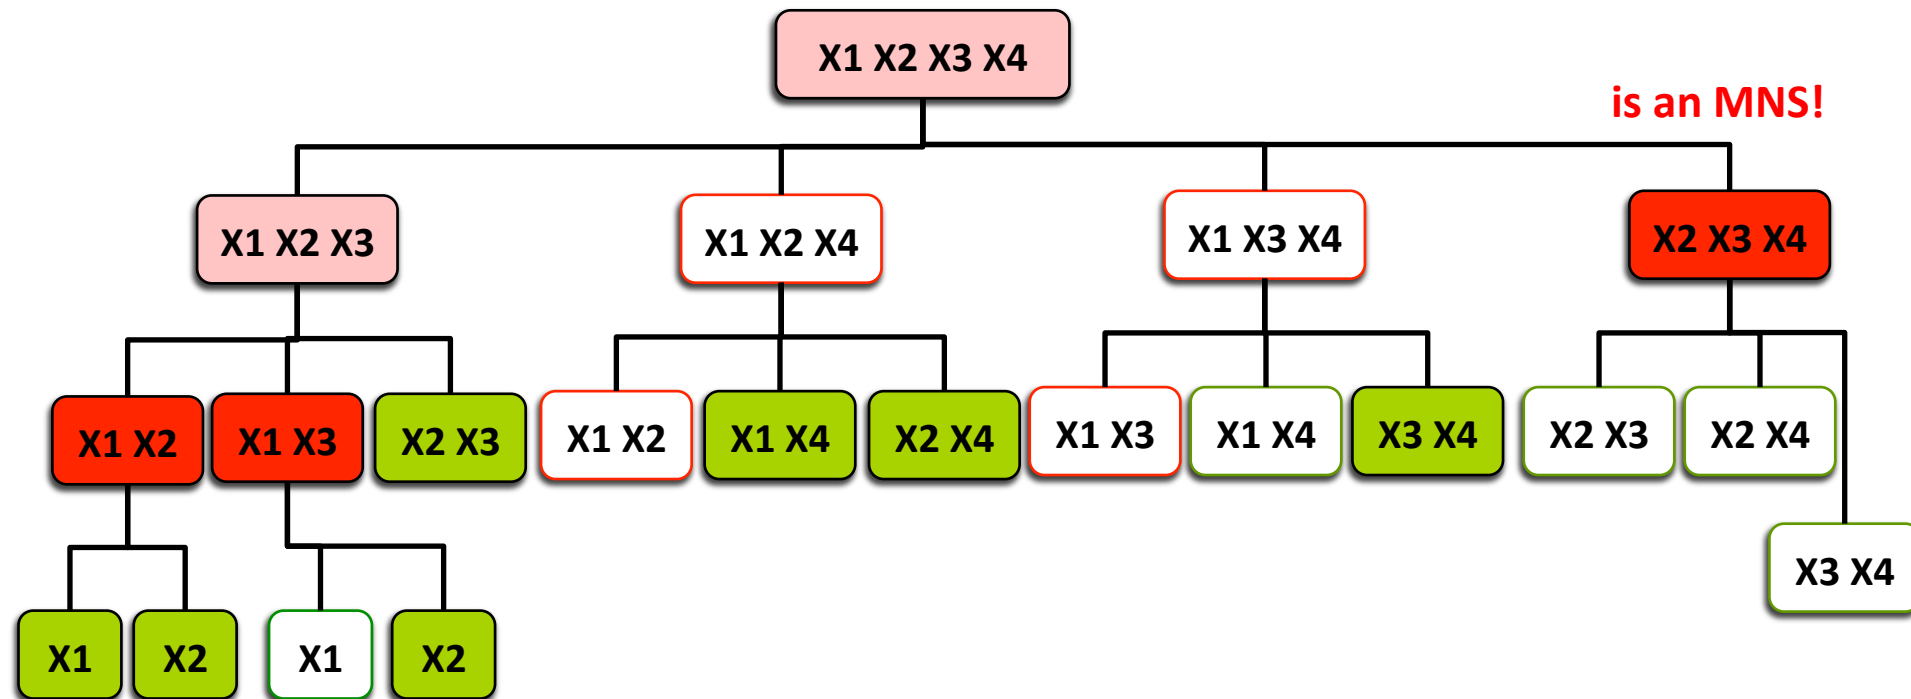 X1 X2 X3 X4
is an MNS!
X1 X2 X3
X1 X2 X4
X1 X3 X4
X2 X3 X4
X1 X2
X1 X3
X2 X3
X1 X2
X1 X4
X2 X4
X1 X3
X1 X4
X3 X4
X2 X3
X2 X4
X3 X4
X1
X2
X1
X2